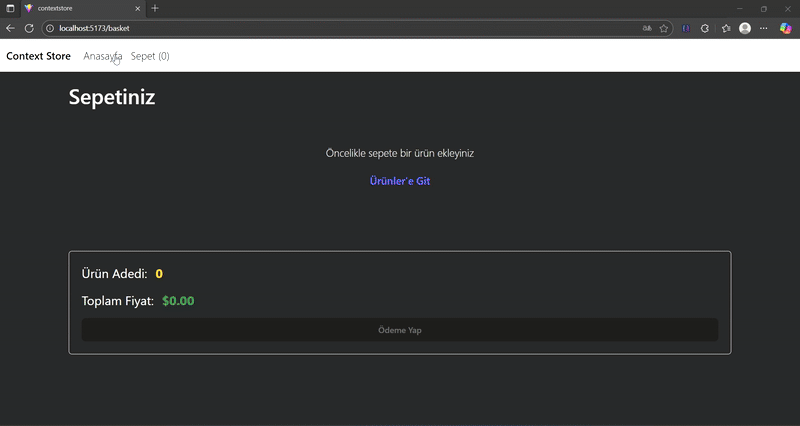 contextstore
localhost:5173/basket
Context Store Anasayfa Sepet (0)
Sepetiniz
Öncelikle sepete bir ürün ekleyiniz
Ürünler'e Git
Ürün Adedi: 0
Toplam Fiyat: $0.00
Ödeme Yap